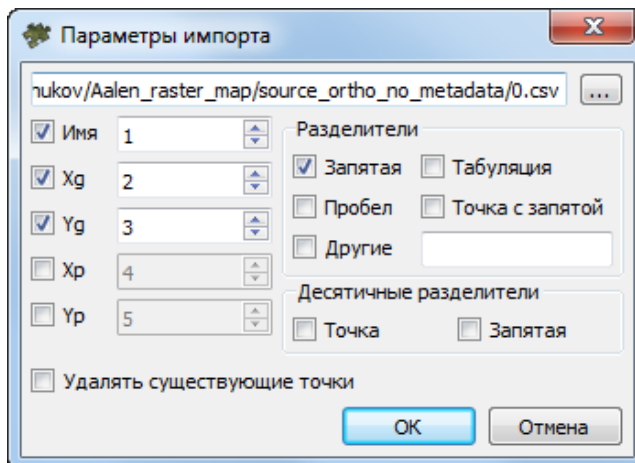 Параметры импорта
nukov/Aalen_raster_map/source_ortho_no_metadata/0.csv ...
Имя 1
Xg 2
Yg 3
Xp 4
Yp 5
Разделители
Запятая Табуляция
Пробел Точка с запятой
Другие
Десятичные разделители
Точка Запятая
Удалять существующие точки
OK Отмена